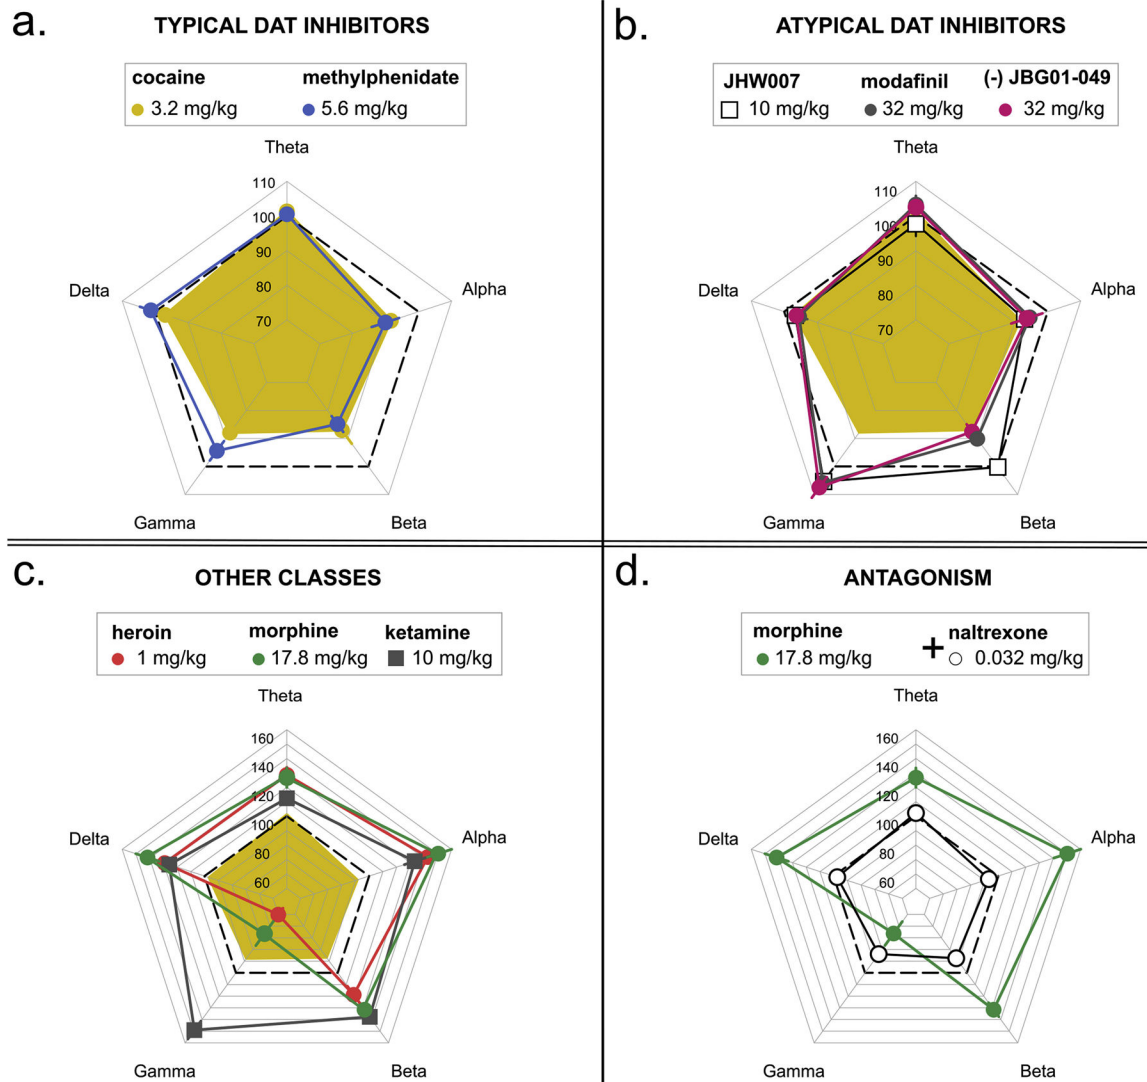 a.
TYPICAL DAT INHIBITORS
cocaine methylphenidate
3.2 mg/kg 5.6 mg/kg
Theta
110
100
90
80
70
Delta
Alpha
Gamma
Beta
b.
ATYPICAL DAT INHIBITORS
JHW007 modafinil (-) JBG01-049
10 mg/kg 32 mg/kg 32 mg/kg
Theta
110
100
90
80
70
Delta
Alpha
Gamma
Beta
c.
OTHER CLASSES
heroin morphine ketamine
1 mg/kg 17.8 mg/kg 10 mg/kg
Theta
160
140
120
100
80
60
Delta
Alpha
Gamma
Beta
d.
ANTAGONISM
morphine + naltrexone
17.8 mg/kg 0.032 mg/kg
Theta
160
140
120
100
80
60
Delta
Alpha
Gamma
Beta